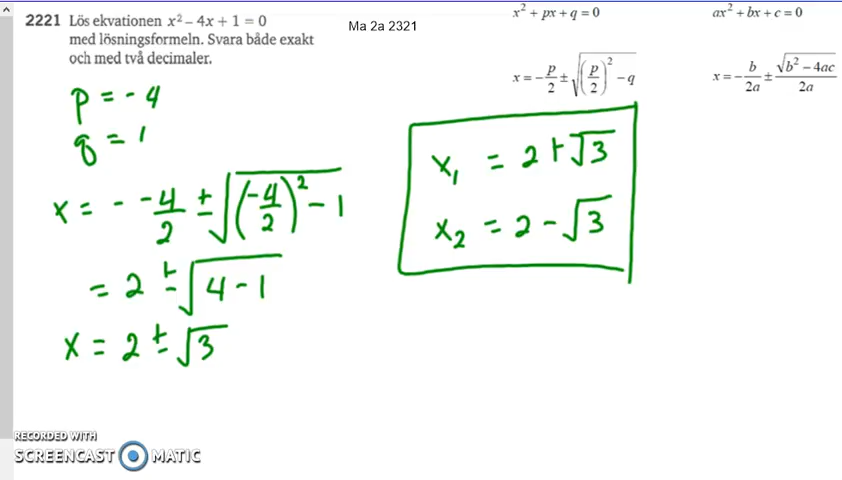 2221 Lös ekvationen x² – 4x + 1 = 0
med lösningsformeln. Svara både exakt
och med två decimaler.
Ma 2a 2321
x² + px + q = 0
ax² + bx + c = 0
x = -p/2 ± √((p/2)² - q)
x = -b/2a ± √(b² - 4ac)/2a
p = -4
q = 1
x = - -4/2 ± √((-4/2)² - 1)
= 2 ± √(4 - 1)
x = 2 ± √3
x₁ = 2 + √3
x₂ = 2 - √3
RECORDED WITH
SCREENCAST MATIC